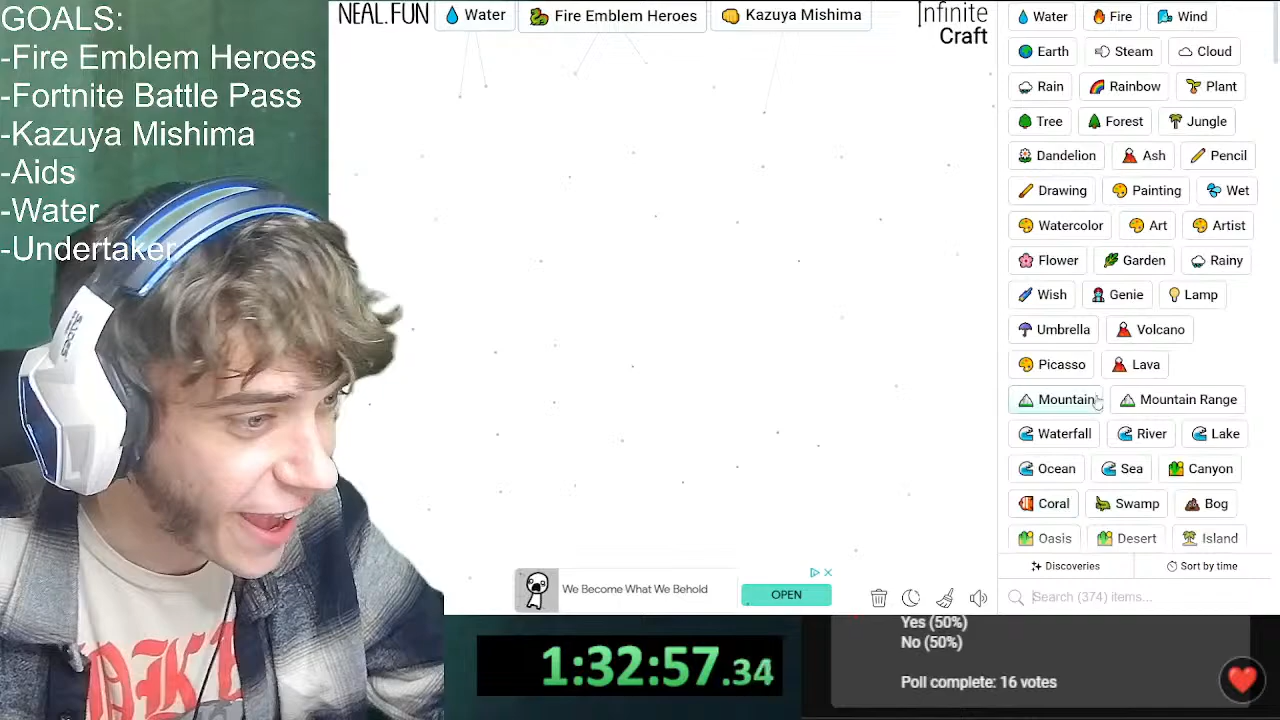 GOALS:
-Fire Emblem Heroes
-Fortnite Battle Pass
-Kazuya Mishima
-Aids
-Water
-Undertaker
NEAL.FUN
Water
Fire Emblem Heroes
Kazuya Mishima
Infinite
Craft
Water Fire Wind
Earth Steam Cloud
Rain Rainbow Plant
Tree Forest Jungle
Dandelion Ash Pencil
Drawing Painting Wet
Watercolor Art Artist
Flower Garden Rainy
Wish Genie Lamp
Umbrella Volcano
Picasso Lava
Mountain Mountain Range
Waterfall River Lake
Ocean Sea Canyon
Coral Swamp Bog
Oasis Desert Island
Discoveries Sort by time
Search (374) items...
We Become What We Behold
OPEN
1:32:57.34
Yes (50%)
No (50%)
Poll complete: 16 votes